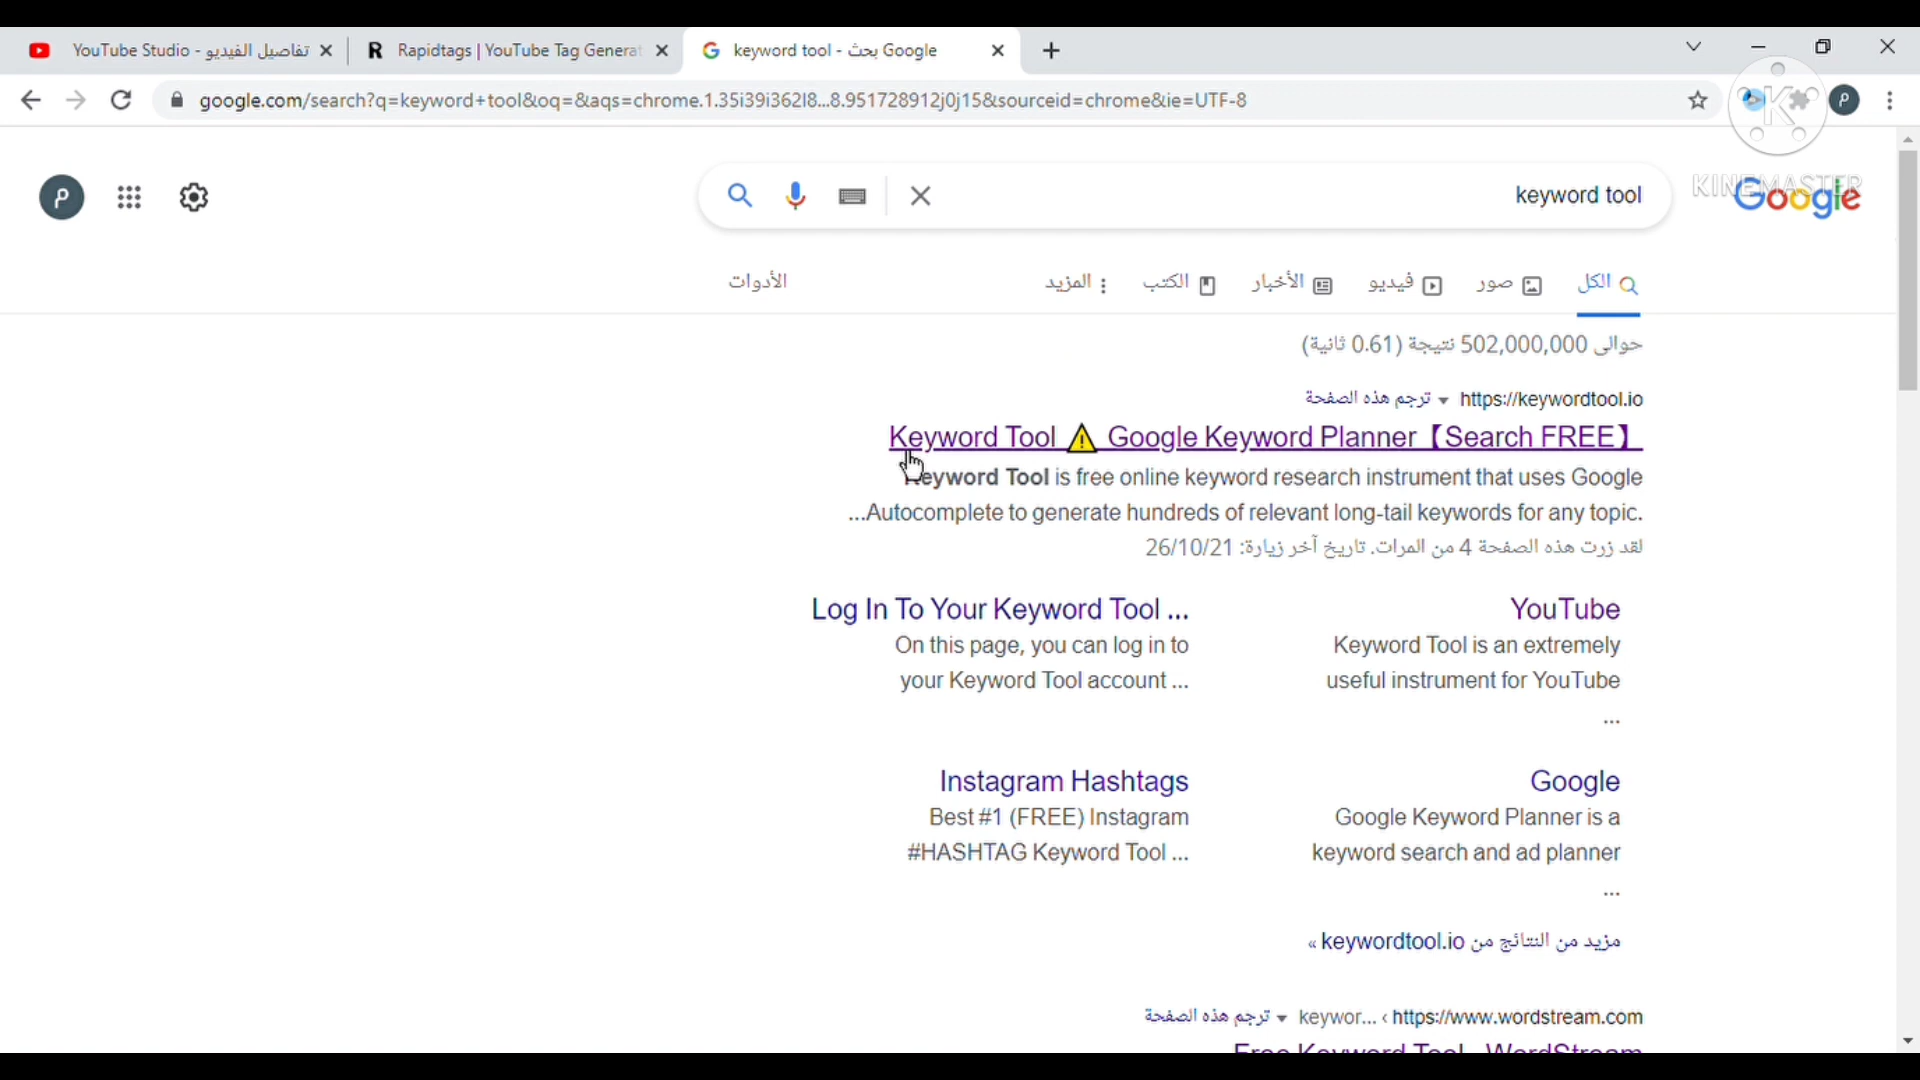 YouTube Studio - تفاصيل الفيديو
Rapidtags | YouTube Tag Generat
keyword tool - بحث Google
google.com/search?q=keyword+tool&oq=&aqs=chrome.1.35i39i362l8...8.951728912j0j15&sourceid=chrome&ie=UTF-8
KINEMASTER
Google
keyword tool
الكل
صور
فيديو
الأخبار
الكتب
المزيد
الأدوات
حوالى 502,000,000 نتيجة (0.61 ثانية)
https://keywordtool.io ▼ ترجم هذه الصفحة
Keyword Tool ⚠️ Google Keyword Planner【Search FREE】
Keyword Tool is free online keyword research instrument that uses Google
...Autocomplete to generate hundreds of relevant long-tail keywords for any topic.
لقد زرت هذه الصفحة 4 من المرات. تاريخ آخر زيارة: 26/10/21
YouTube
Keyword Tool is an extremely
useful instrument for YouTube
...
Log In To Your Keyword Tool ...
On this page, you can log in to
your Keyword Tool account ...
Google
Google Keyword Planner is a
keyword search and ad planner
...
Instagram Hashtags
Best #1 (FREE) Instagram
#HASHTAG Keyword Tool ...
مزيد من النتائج من keywordtool.io »
https://www.wordstream.com › keywor... ▼ ترجم هذه الصفحة
Free Keyword Tool - WordStream